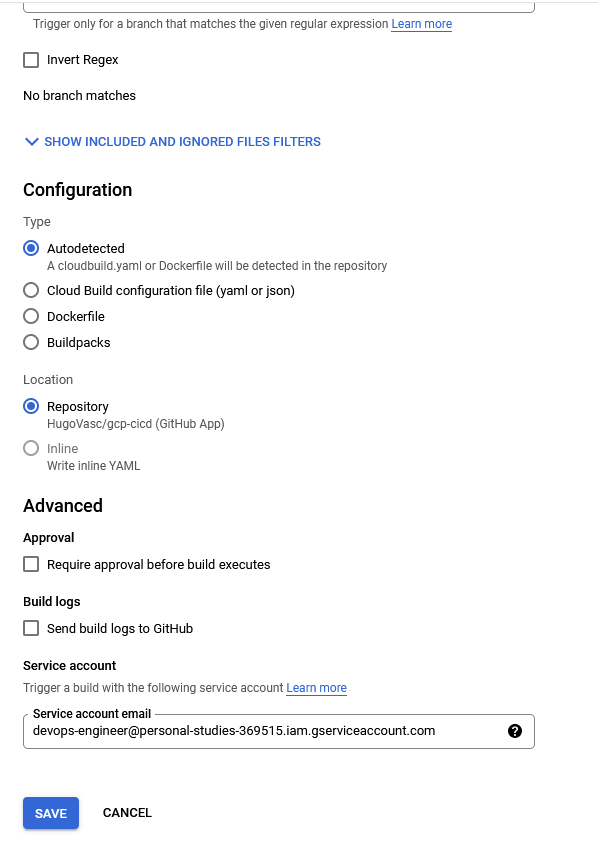 Trigger only for a branch that matches the given regular expression Learn more
Invert Regex
No branch matches
SHOW INCLUDED AND IGNORED FILES FILTERS
Configuration
Type
Autodetected
A cloudbuild.yaml or Dockerfile will be detected in the repository
Cloud Build configuration file (yaml or json)
Dockerfile
Buildpacks
Location
Repository
HugoVasc/gcp-cicd (GitHub App)
Inline
Write inline YAML
Advanced
Approval
Require approval before build executes
Build logs
Send build logs to GitHub
Service account
Trigger a build with the following service account Learn more
Service account email
devops-engineer@personal-studies-369515.iam.gserviceaccount.com
?
SAVE CANCEL